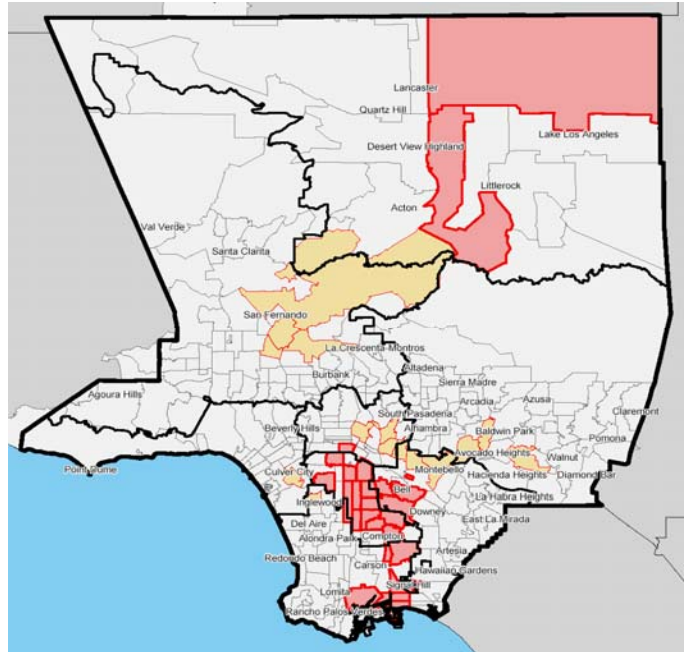 Lancaster
Quartz Hill
Lake Los Angeles
Desert View Highland
Littlerock
Acton
Val Verde
Santa Clarita
San Fernando
La Crescenta-Montros
Burbank
Altadena
Sierra Madre
Agoura Hills
Arcadia
Azusa
Claremont
South Pasadena
Beverly Hills
Alhambra
Baldwin Park
Pomona
Avocado Heights
Walnut
Point Dume
Culver City
Montebello
Hacienda Heights
Diamond Bar
Bell
La Habra Heights
Inglewood
Downey
Del Aire
East La Mirada
Alondra Park
Compton
Redondo Beach
Artesia
Carson
Hawaiian Gardens
Signal Hill
Lomita
Rancho Palos Verdes